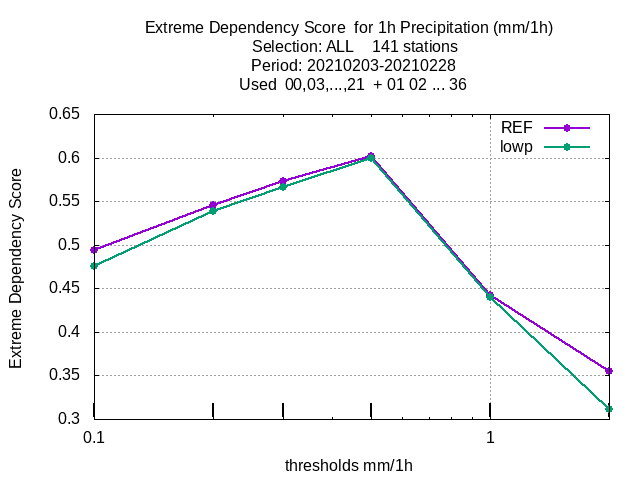 Extreme Dependency Score  for 1h Precipitation (mm/1h)
Selection: ALL    141 stations
Period: 20210203-20210228
Used  00,03,...,21  + 01 02 ... 36
REF
lowp
0.65
0.6
0.55
0.5
0.45
0.4
0.35
0.3
Extreme Dependency Score
0.1
1
thresholds mm/1h